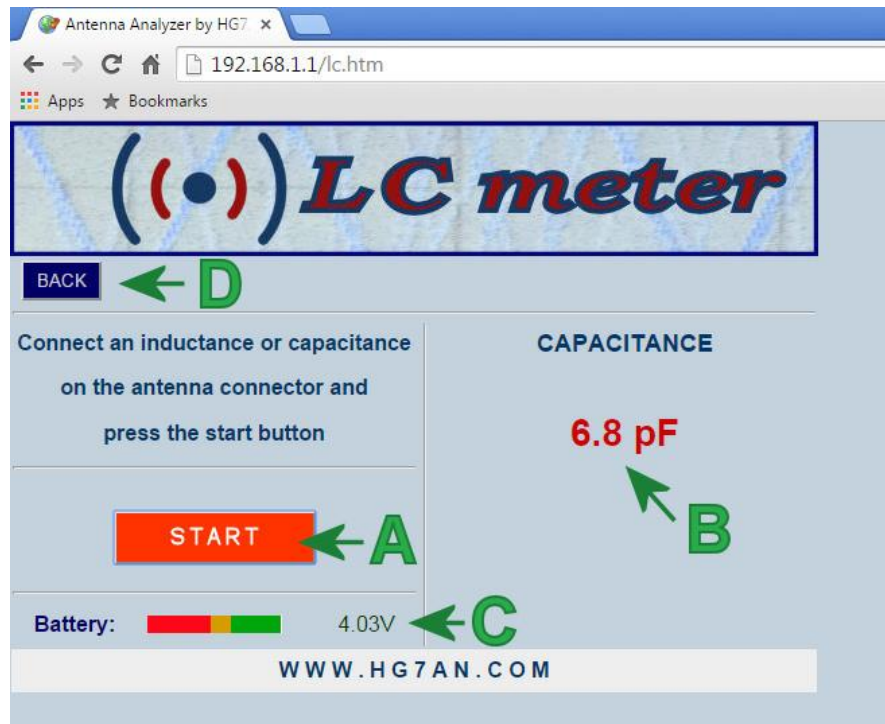 Antenna Analyzer by HG7
192.168.1.1/lc.htm
Apps Bookmarks
LC meter
BACK D
Connect an inductance or capacitance
on the antenna connector and
press the start button
CAPACITANCE
6.8 pF
B
START A
Battery: 4.03V C
WWW.HG7AN.COM